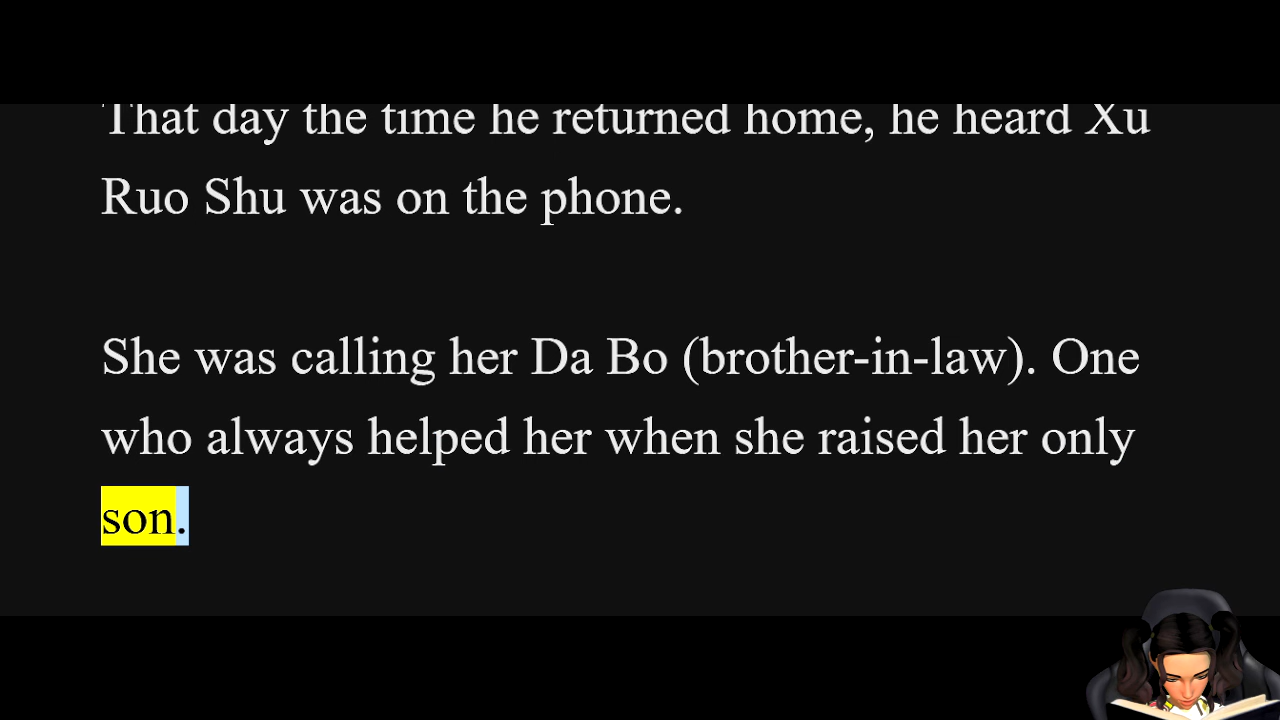 That day the time he returned home, he heard Xu
Ruo Shu was on the phone.
She was calling her Da Bo (brother-in-law). One
who always helped her when she raised her only
son.